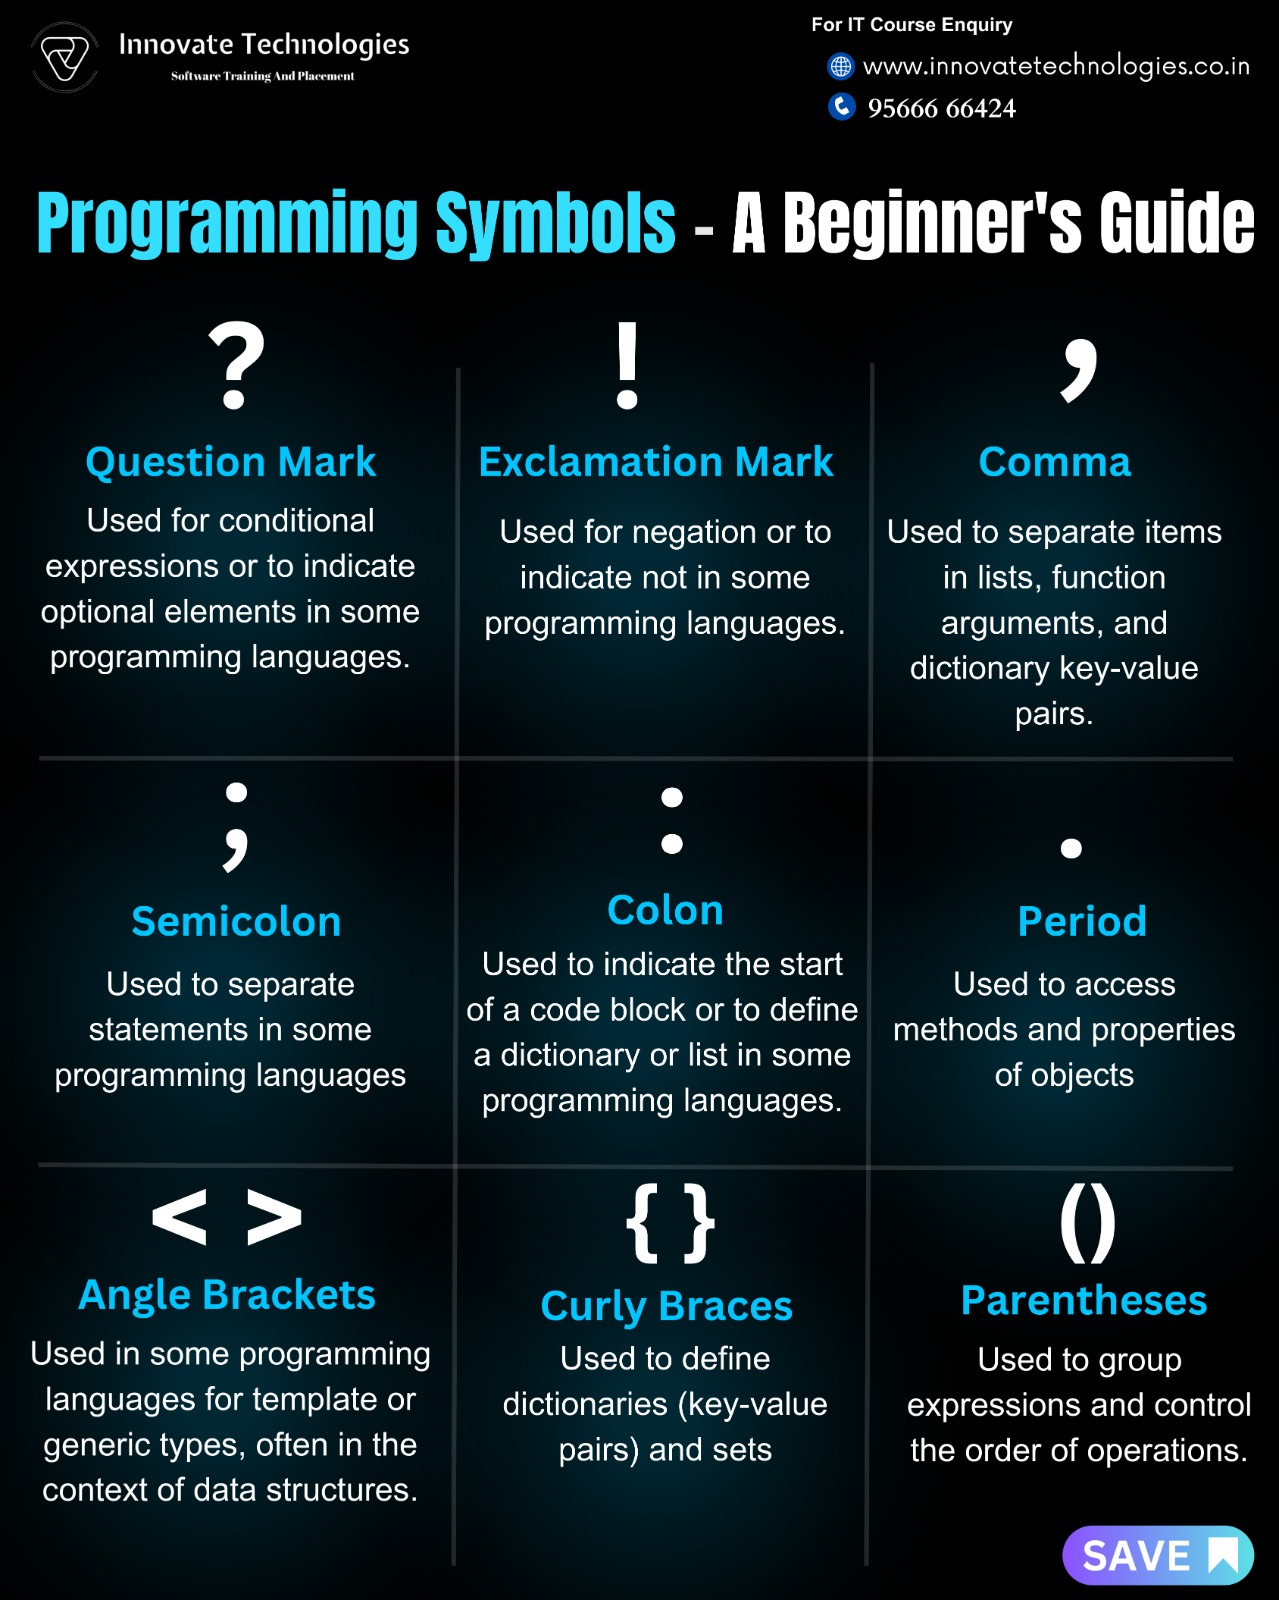 Innovate Technologies
Software Training And Placement
For IT Course Enquiry
www.innovatetechnologies.co.in
95666 66424
Programming Symbols - A Beginner's Guide
?
Question Mark
Used for conditional
expressions or to indicate
optional elements in some
programming languages.
!
Exclamation Mark
Used for negation or to
indicate not in some
programming languages.
,
Comma
Used to separate items
in lists, function
arguments, and
dictionary key-value
pairs.
;
Semicolon
Used to separate
statements in some
programming languages
:
Colon
Used to indicate the start
of a code block or to define
a dictionary or list in some
programming languages.
.
Period
Used to access
methods and properties
of objects
< >
Angle Brackets
Used in some programming
languages for template or
generic types, often in the
context of data structures.
{ }
Curly Braces
Used to define
dictionaries (key-value
pairs) and sets
()
Parentheses
Used to group
expressions and control
the order of operations.
SAVE